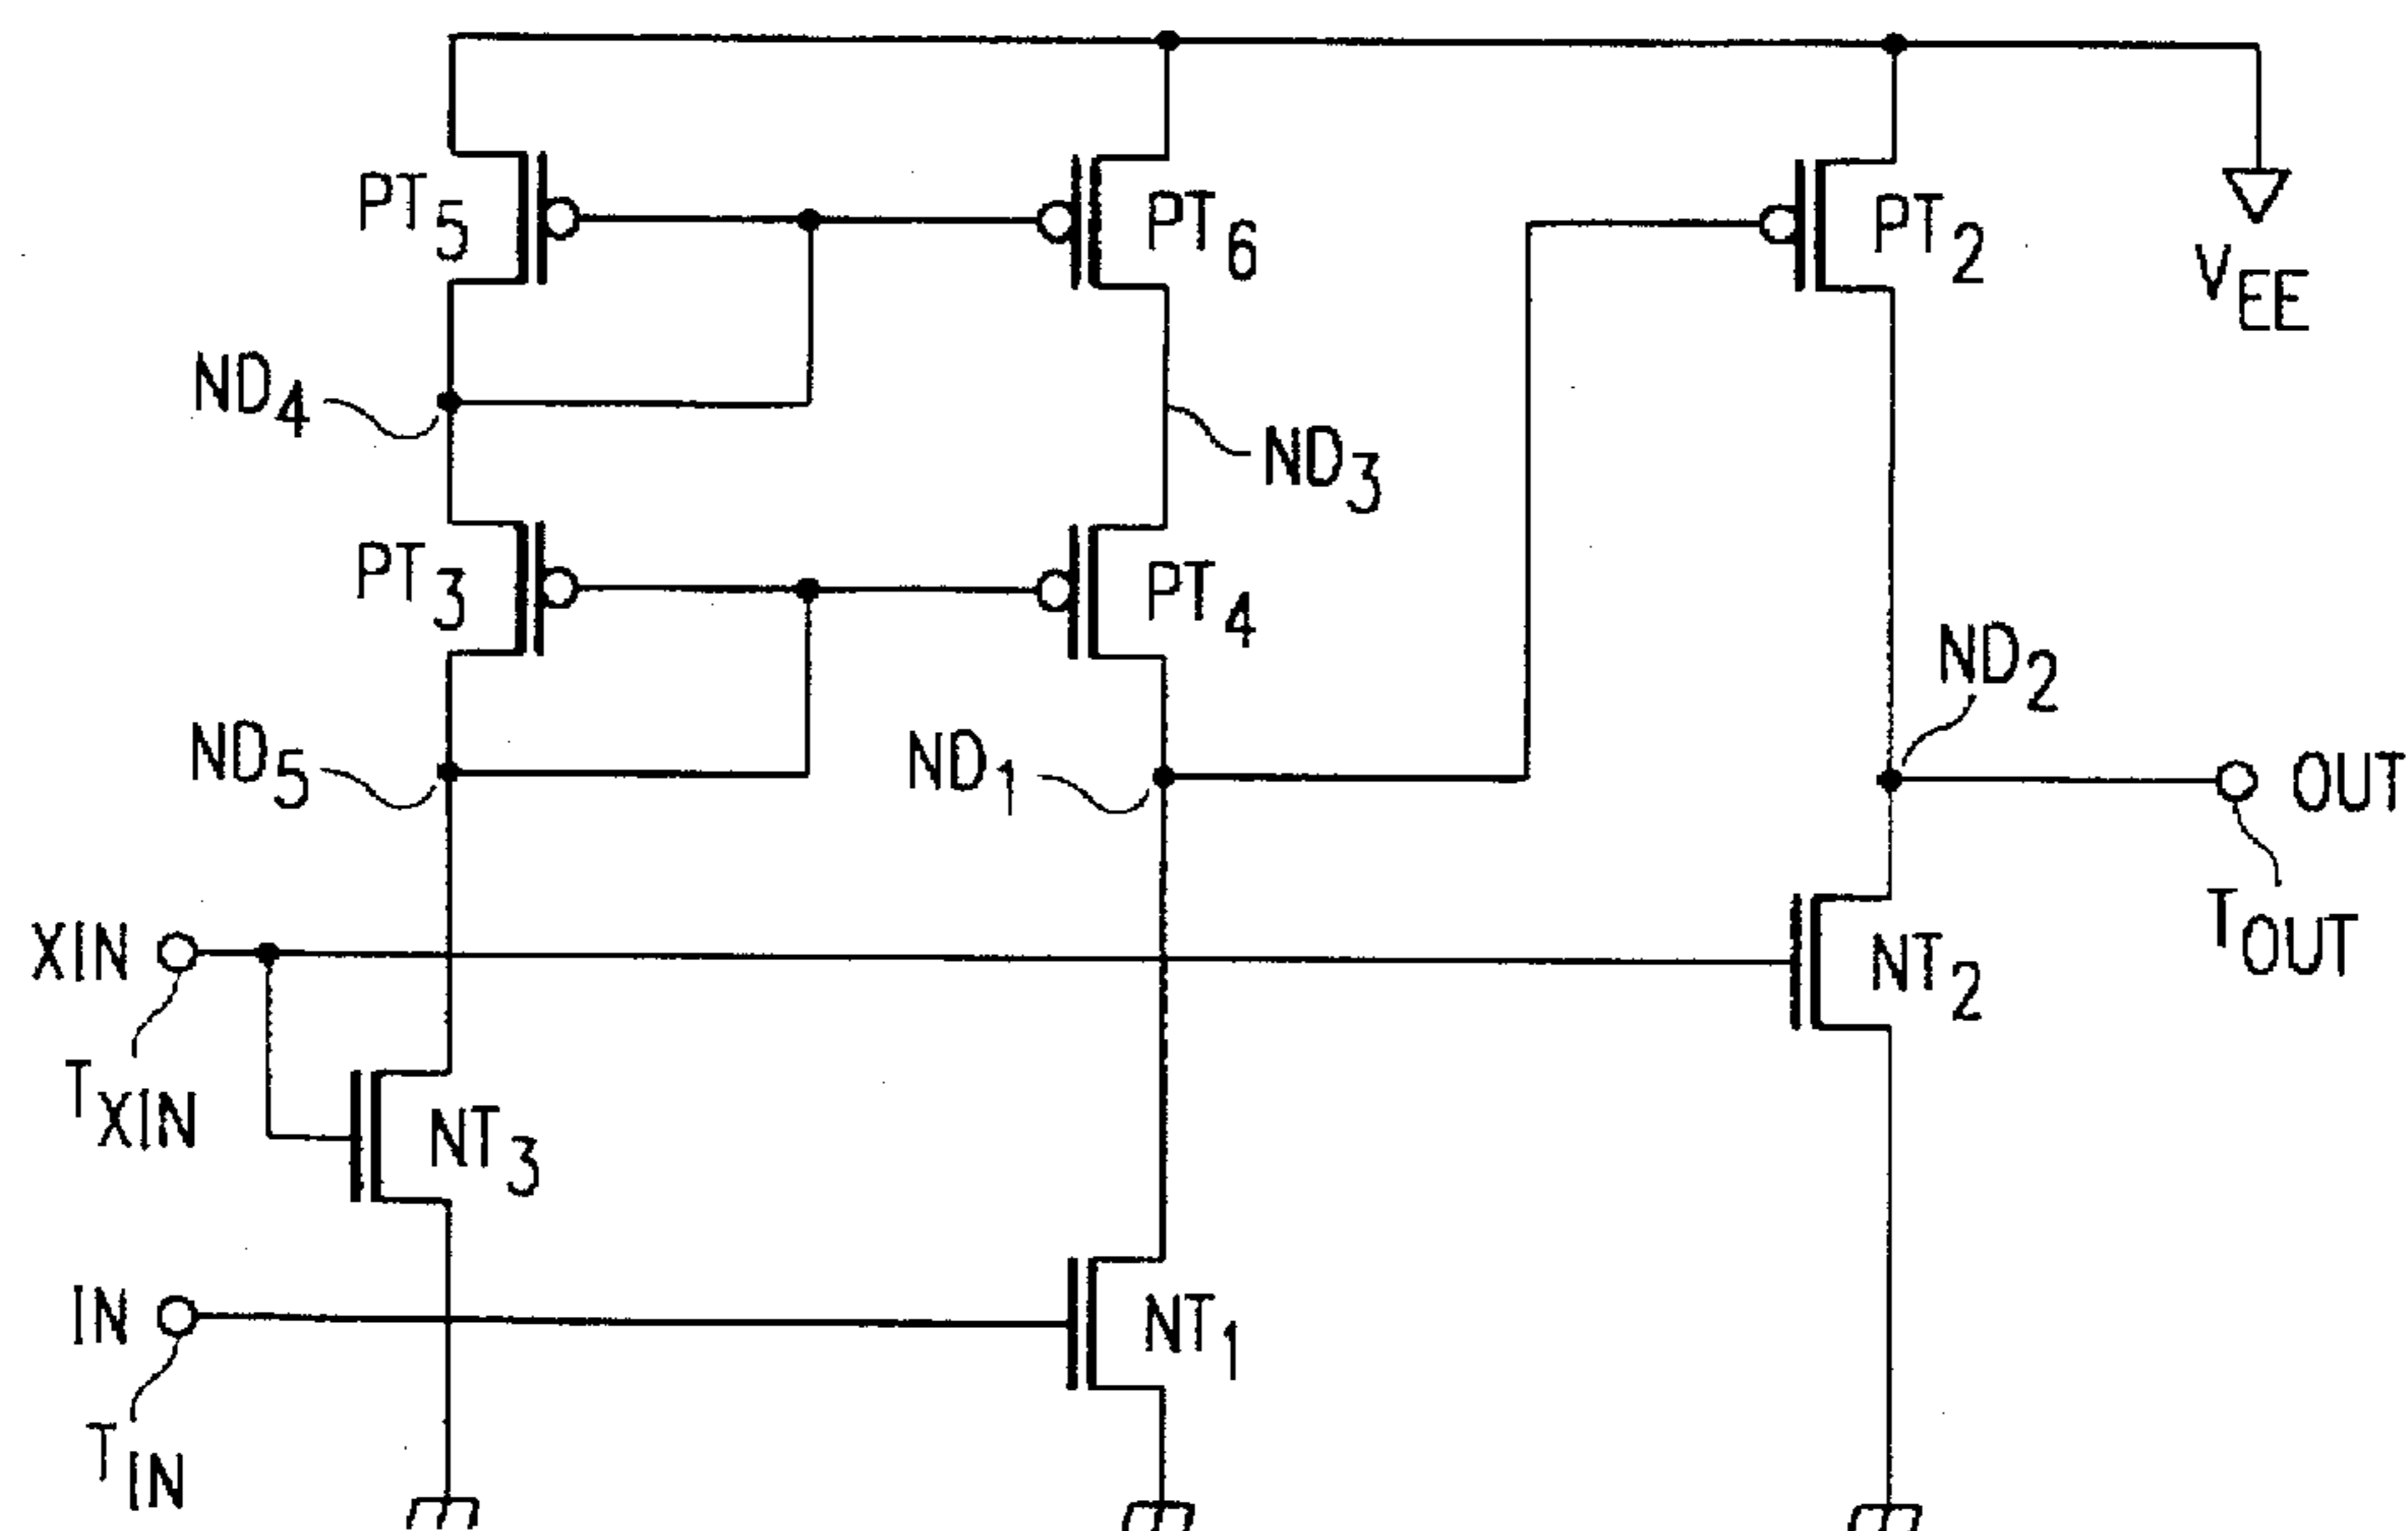 PT5
PT6
PT2
VEE
ND4
ND3
PT3
PT4
ND2
ND5
ND1
OUT
TOUT
XIN
NT2
TXIN
NT3
IN
NT1
TIN